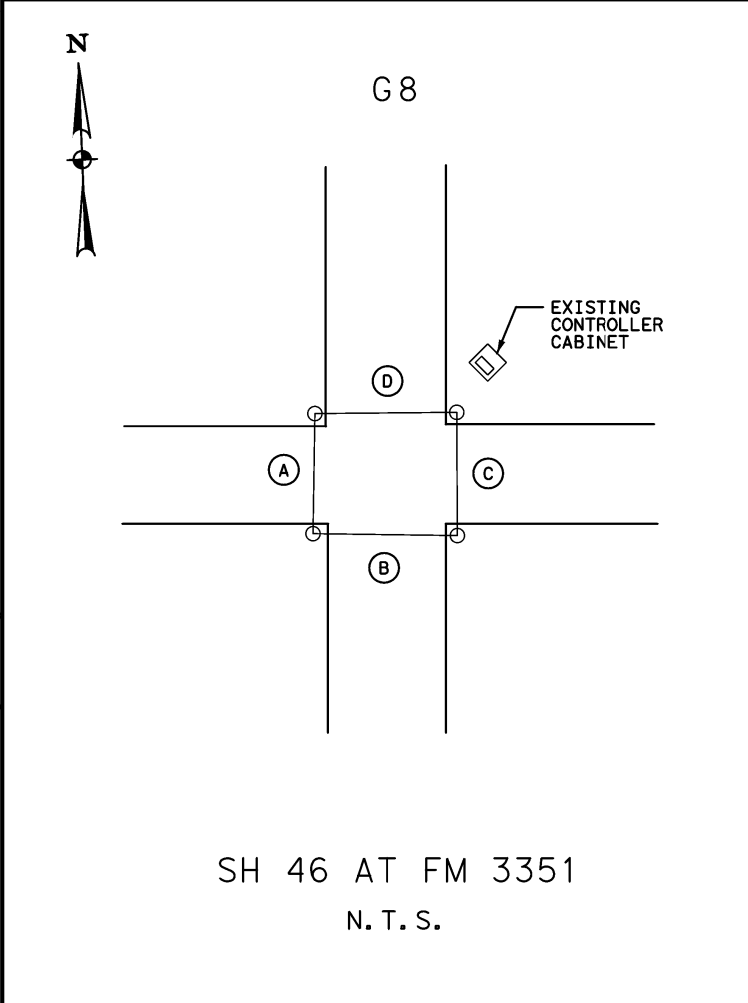 N
G8
EXISTING
CONTROLLER
CABINET
D
A
C
B
SH 46 AT FM 3351
N.T.S.